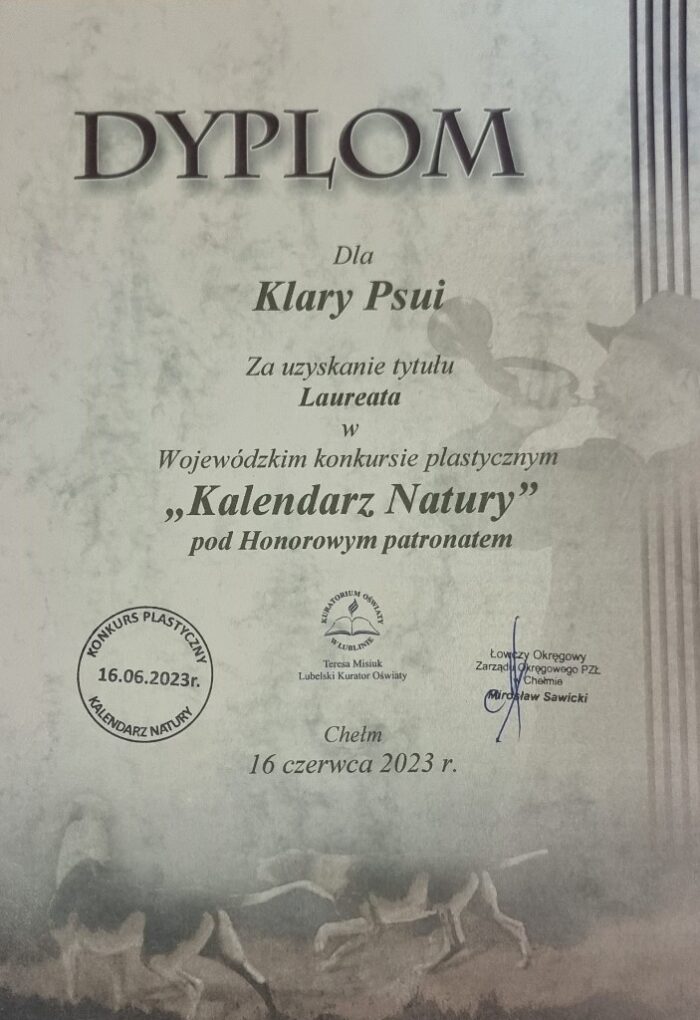 DYPLOM
Dla
Klary Psui
Za uzyskanie tytułu
Laureata
w
Wojewódzkim konkursie plastycznym
„Kalendarz Natury”
pod Honorowym patronatem
KONKURS PLASTYCZNY
16.06.2023r.
KALENDARZ NATURY
KURATORIUM OŚWIATY
W LUBLINIE
Teresa Misiuk
Lubelski Kurator Oświaty
Łowczy Okręgowy
Zarządu Okręgowego PZŁ
Chełmie
Mirosław Sawicki
Chełm
16 czerwca 2023 r.